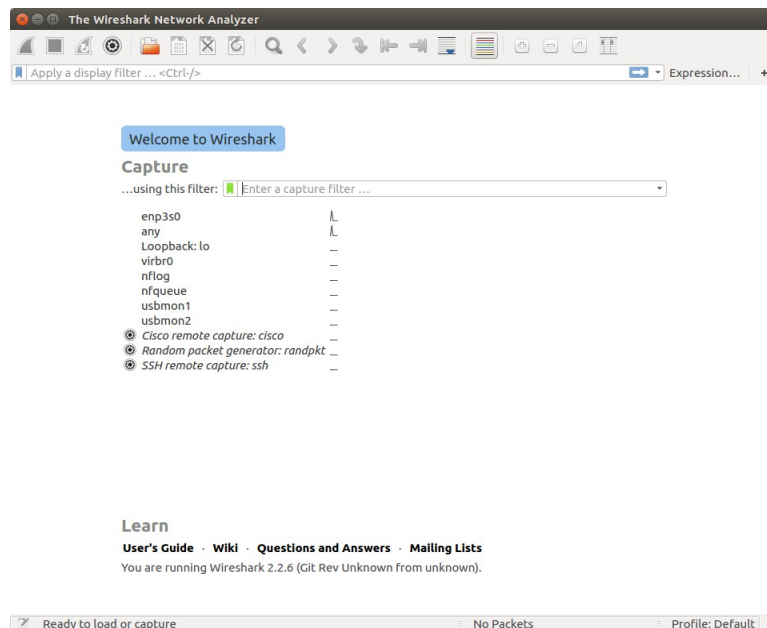 The Wireshark Network Analyzer
Apply a display filter … <Ctrl-/>
Expression…
+
Welcome to Wireshark
Capture
…using this filter:
Enter a capture filter …
enp3s0
any
Loopback: lo
virbr0
nflog
nfqueue
usbmon1
usbmon2
Cisco remote capture: cisco
Random packet generator: randpkt
SSH remote capture: ssh
Learn
User's Guide · Wiki · Questions and Answers · Mailing Lists
You are running Wireshark 2.2.6 (Git Rev Unknown from unknown).
Ready to load or capture
No Packets
Profile: Default